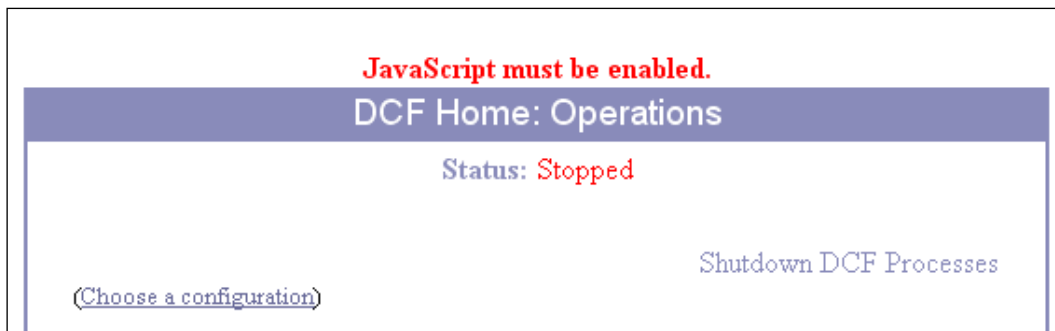 JavaScript must be enabled.
DCF Home: Operations
Status: Stopped
Shutdown DCF Processes
(Choose a configuration)